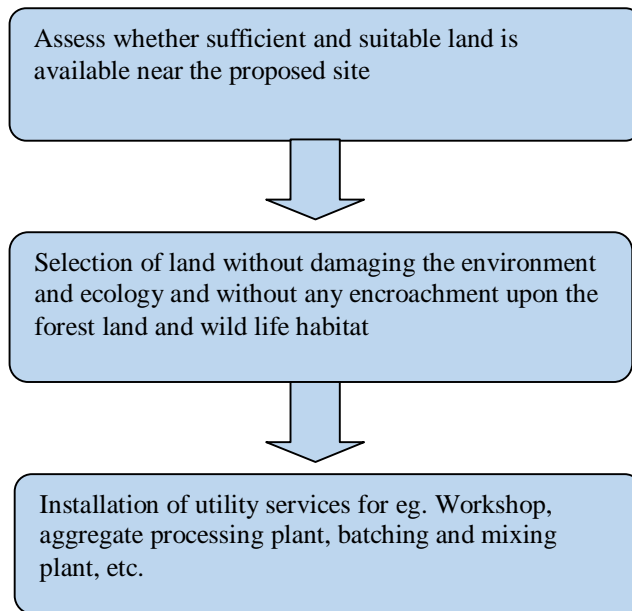 Assess whether sufficient and suitable land is
available near the proposed site
Selection of land without damaging the environment
and ecology and without any encroachment upon the
forest land and wild life habitat
Installation of utility services for eg. Workshop,
aggregate processing plant, batching and mixing
plant, etc.